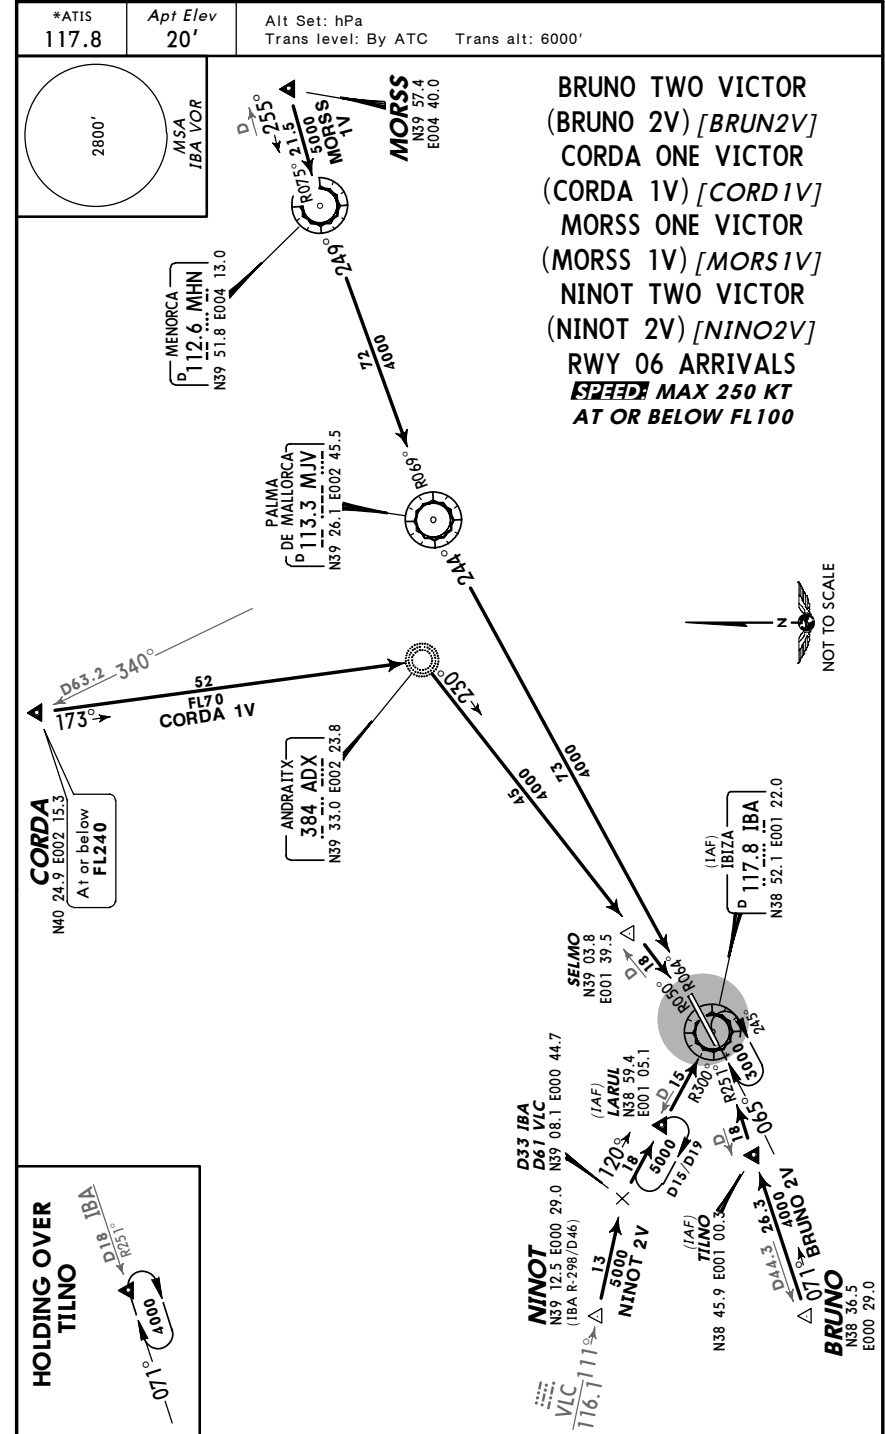 *ATIS
117.8
Apt Elev
20'
Alt Set: hPa
Trans level: By ATC Trans alt: 6000'
2800'
MSA
IBA VOR
BRUNO TWO VICTOR
(BRUNO 2V) [BRUN2V]
CORDA ONE VICTOR
(CORDA 1V) [CORD1V]
MORSS ONE VICTOR
(MORSS 1V) [MORS1V]
NINOT TWO VICTOR
(NINOT 2V) [NINO2V]
RWY 06 ARRIVALS
SPEED: MAX 250 KT
AT OR BELOW FL100
MORSS
N39 57.4
E004 40.0
D
255°
21.5
5000
MORSS
1V
R075°
MENORCA
D 112.6 MHN
N39 51.8 E004 13.0
249°
72
4000
R069°
PALMA
DE MALLORCA
D 113.3 MJV
N39 26.1 E002 45.5
244°
73
4000
R064°
NOT TO SCALE
N
D63.2
340°
173°
52
FL70
CORDA 1V
CORDA
N40 24.9 E002 15.3
At or below
FL240
ANDRAITX
384 ADX
N39 33.0 E002 23.8
230°
45
4000
SELMO
N39 03.8
E001 39.5
D
18
R050°
(IAF)
IBIZA
D 117.8 IBA
N38 52.1 E001 22.0
245°
3000
065°
(IAF)
LARUL
N38 59.4
E001 05.1
D
15
R300°
5000
D15/D19
D33 IBA
D61 VLC
N39 08.1 E000 44.7
120°
18
NINOT
N39 12.5 E000 29.0
(IBA R-298/D46)
13
5000
NINOT 2V
VLC
116.1
111°
(IAF)
TILNO
N38 45.9 E001 00.3
D
18
R251°
D44.3
26.3
4000
071°
BRUNO 2V
BRUNO
N38 36.5
E000 29.0
HOLDING OVER
TILNO
D18 IBA
R251°
4000
071°